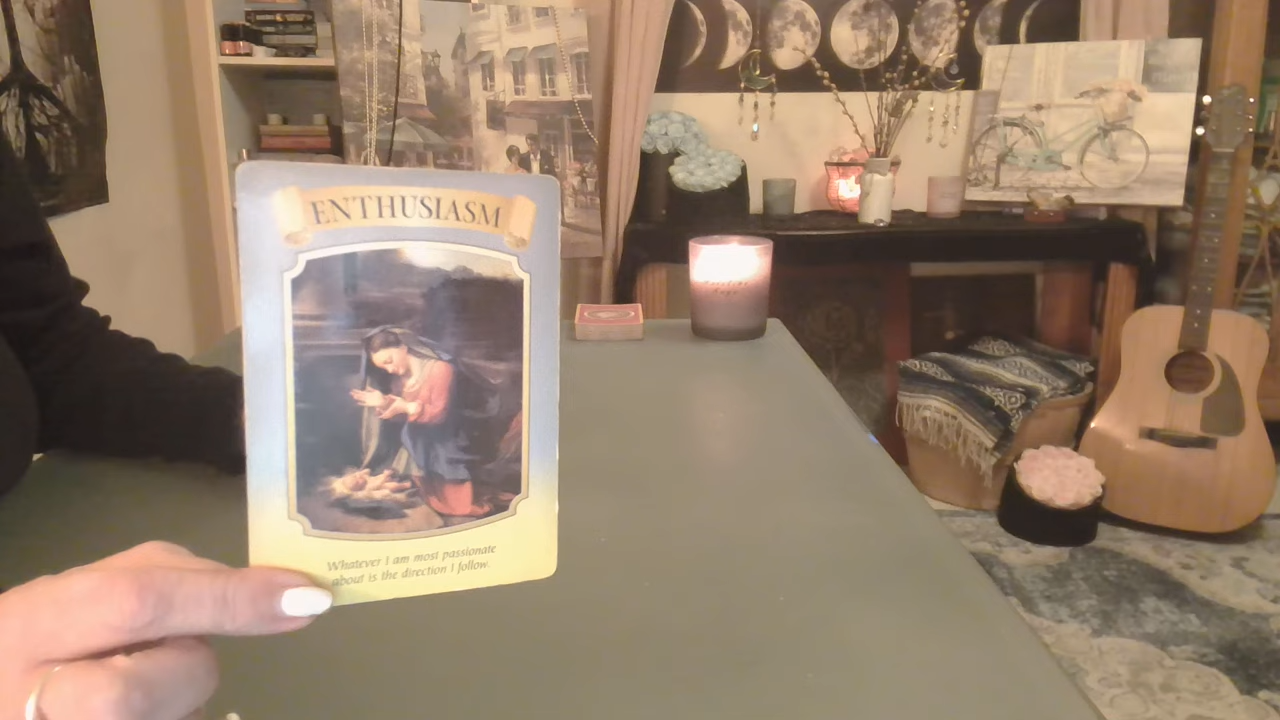 ENTHUSIASM
Whatever I am most passionate
about is the direction I follow.